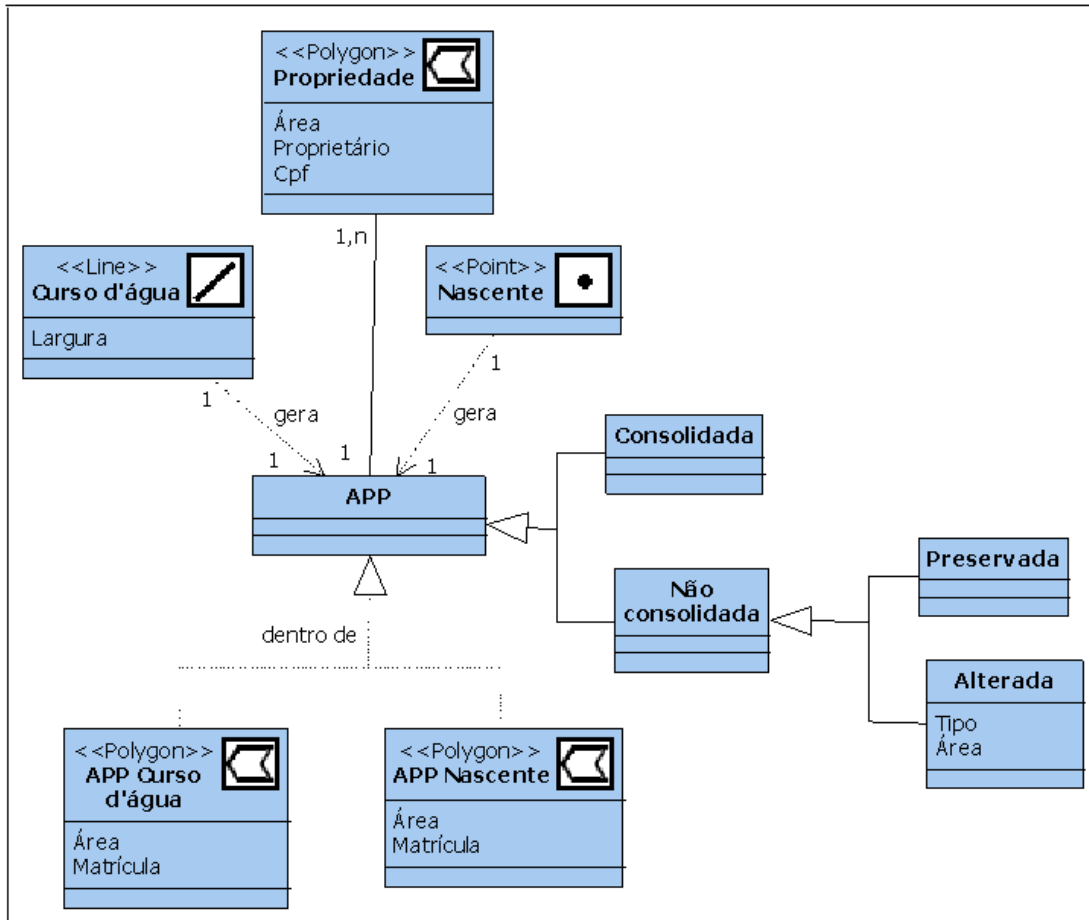 <<Polygon>>
Propriedade
Área
Proprietário
Cpf
1,n
<<Line>>
Curso d'água
Largura
<<Point>>
Nascente
1
gera
1
1
gera
1
1
APP
Consolidada
Não
consolidada
Preservada
Alterada
Tipo
Área
dentro de
<<Polygon>>
APP Curso
d'água
Área
Matrícula
<<Polygon>>
APP Nascente
Área
Matrícula